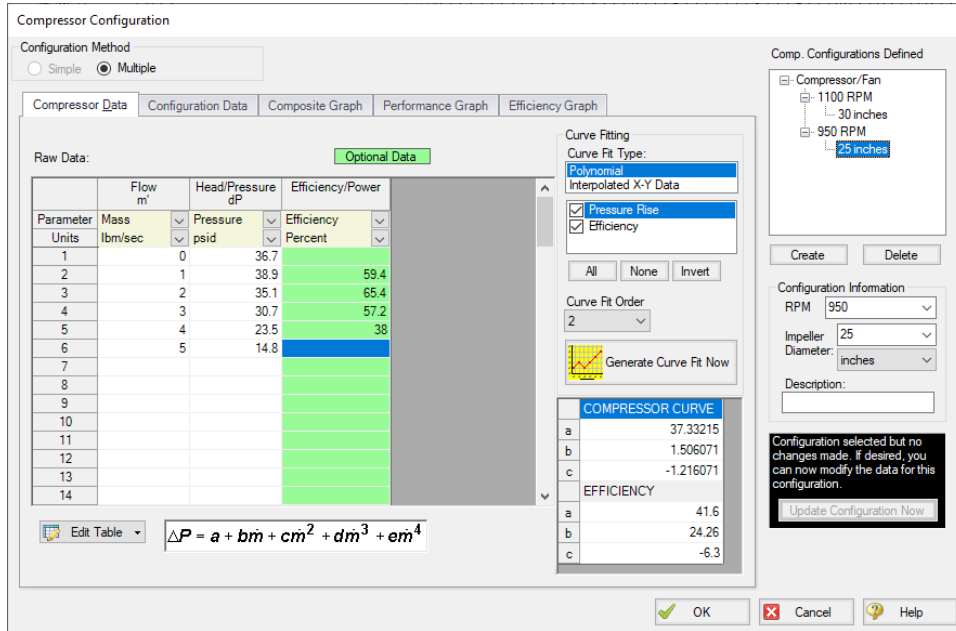 Compressor Configuration
Configuration Method
Simple Multiple
Compressor Data Configuration Data Composite Graph Performance Graph Efficiency Graph
Raw Data: Optional Data
Flow Head/Pressure Efficiency/Power
m' dP
Parameter Mass Pressure Efficiency
Units lbm/sec psid Percent
1 0 36.7
2 1 38.9 59.4
3 2 35.1 65.4
4 3 30.7 57.2
5 4 23.5 38
6 5 14.8
7
8
9
10
11
12
13
14
Edit Table ΔP = a + bṁ + cṁ² + dṁ³ + eṁ⁴
Curve Fitting
Curve Fit Type:
Polynomial
Interpolated X-Y Data
Pressure Rise
Efficiency
All None Invert
Curve Fit Order
2
Generate Curve Fit Now
COMPRESSOR CURVE
a 37.33215
b 1.506071
c -1.216071
EFFICIENCY
a 41.6
b 24.26
c -6.3
Comp. Configurations Defined
Compressor/Fan
1100 RPM
30 inches
950 RPM
25 inches
Create Delete
Configuration Information
RPM 950
Impeller 25
Diameter: inches
Description:
Configuration selected but no
changes made. If desired, you
can now modify the data for this
configuration.
Update Configuration Now
OK Cancel Help